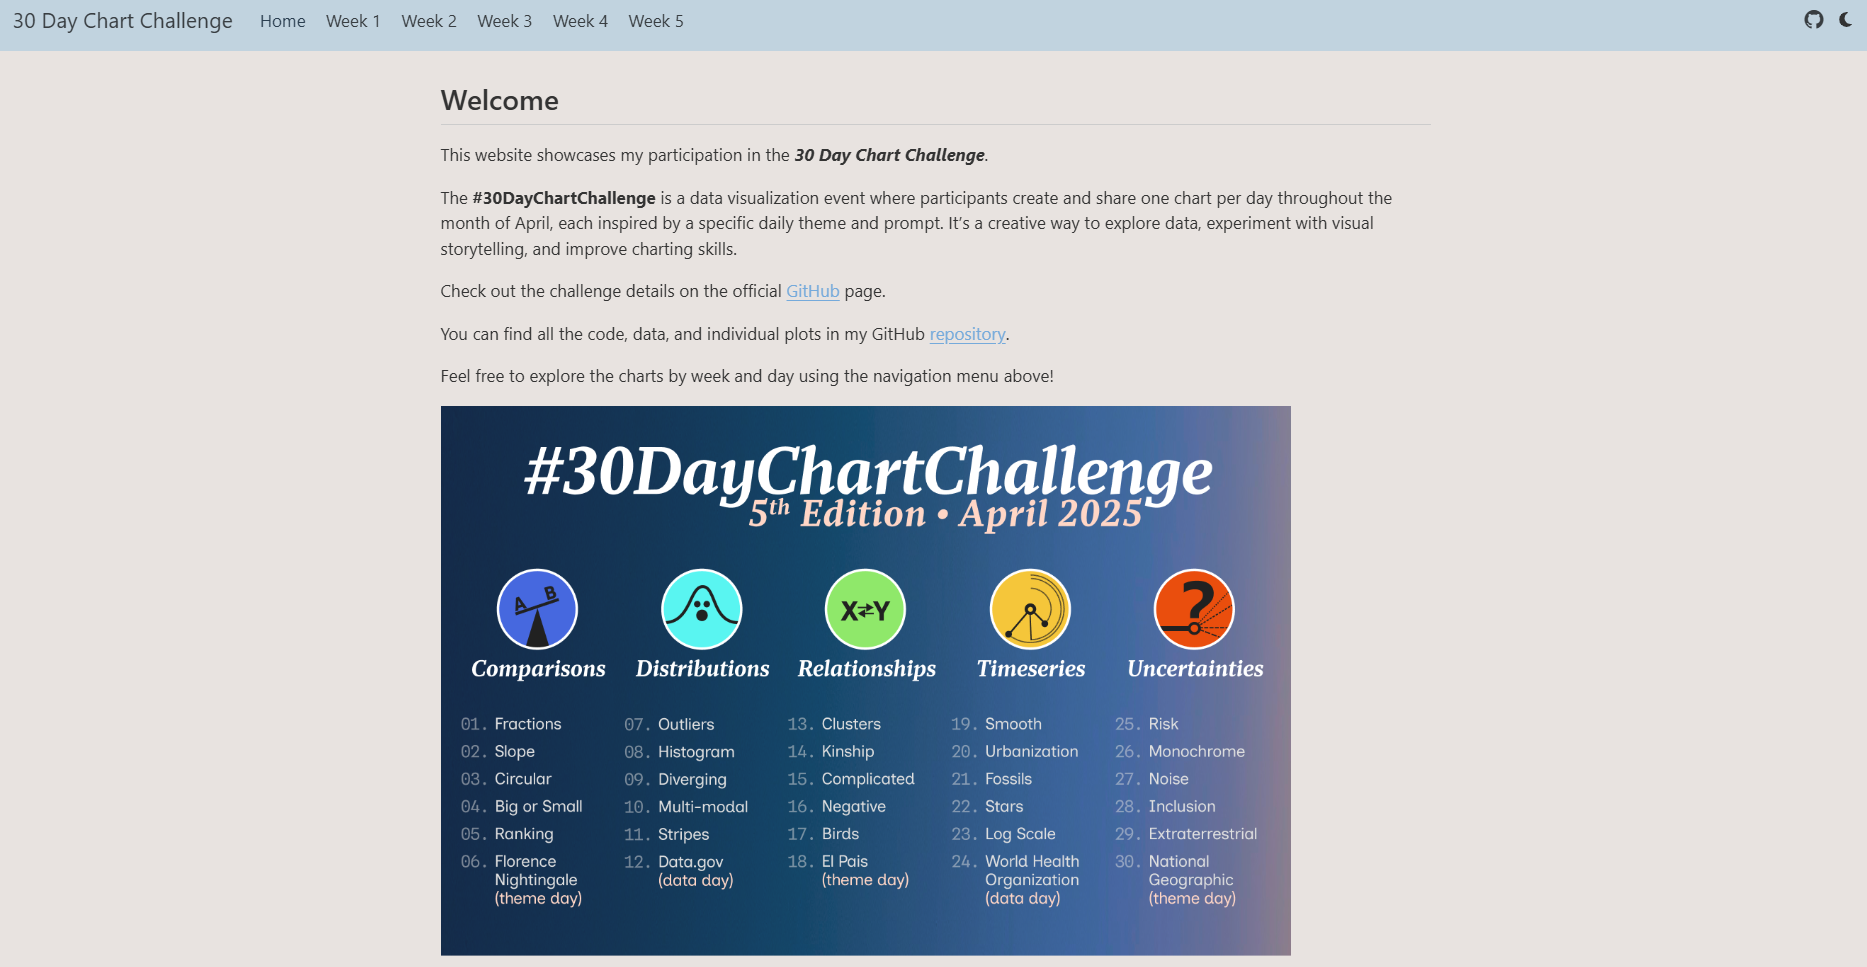 30 Day Chart Challenge Home Week 1 Week 2 Week 3 Week 4 Week 5
Welcome
This website showcases my participation in the 30 Day Chart Challenge.
The #30DayChartChallenge is a data visualization event where participants create and share one chart per day throughout the
month of April, each inspired by a specific daily theme and prompt. It's a creative way to explore data, experiment with visual
storytelling, and improve charting skills.
Check out the challenge details on the official GitHub page.
You can find all the code, data, and individual plots in my GitHub repository.
Feel free to explore the charts by week and day using the navigation menu above!
#30DayChartChallenge
5th Edition • April 2025
A B
Comparisons
01. Fractions
02. Slope
03. Circular
04. Big or Small
05. Ranking
06. Florence
Nightingale
(theme day)
Distributions
07. Outliers
08. Histogram
09. Diverging
10. Multi-modal
11. Stripes
12. Data.gov
(data day)
X⇄Y
Relationships
13. Clusters
14. Kinship
15. Complicated
16. Negative
17. Birds
18. El Pais
(theme day)
Timeseries
19. Smooth
20. Urbanization
21. Fossils
22. Stars
23. Log Scale
24. World Health
Organization
(data day)
?
Uncertainties
25. Risk
26. Monochrome
27. Noise
28. Inclusion
29. Extraterrestrial
30. National
Geographic
(theme day)